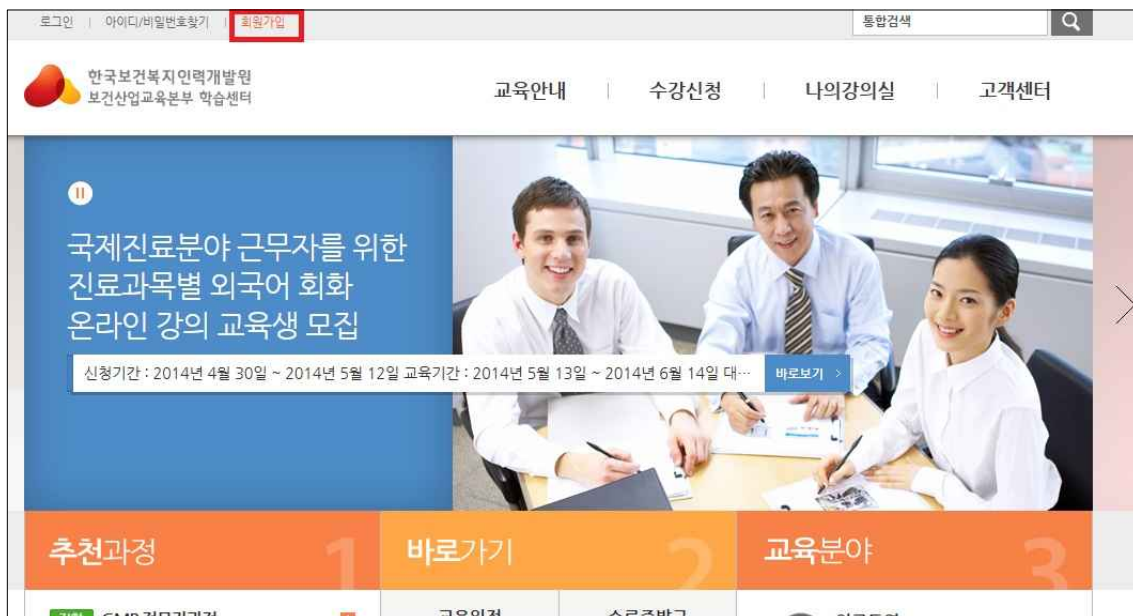 로그인 | 아이디/비밀번호찾기 | 회원가입
통합검색
한국보건복지인력개발원
보건산업교육본부 학습센터
교육안내 | 수강신청 | 나의강의실 | 고객센터
국제진료분야 근무자를 위한
진료과목별 외국어 회화
온라인 강의 교육생 모집
신청기간 : 2014년 4월 30일 ~ 2014년 5월 12일 교육기간 : 2014년 5월 13일 ~ 2014년 6월 14일 대…
바로보기 >
추천과정 1
바로가기 2
교육분야 3